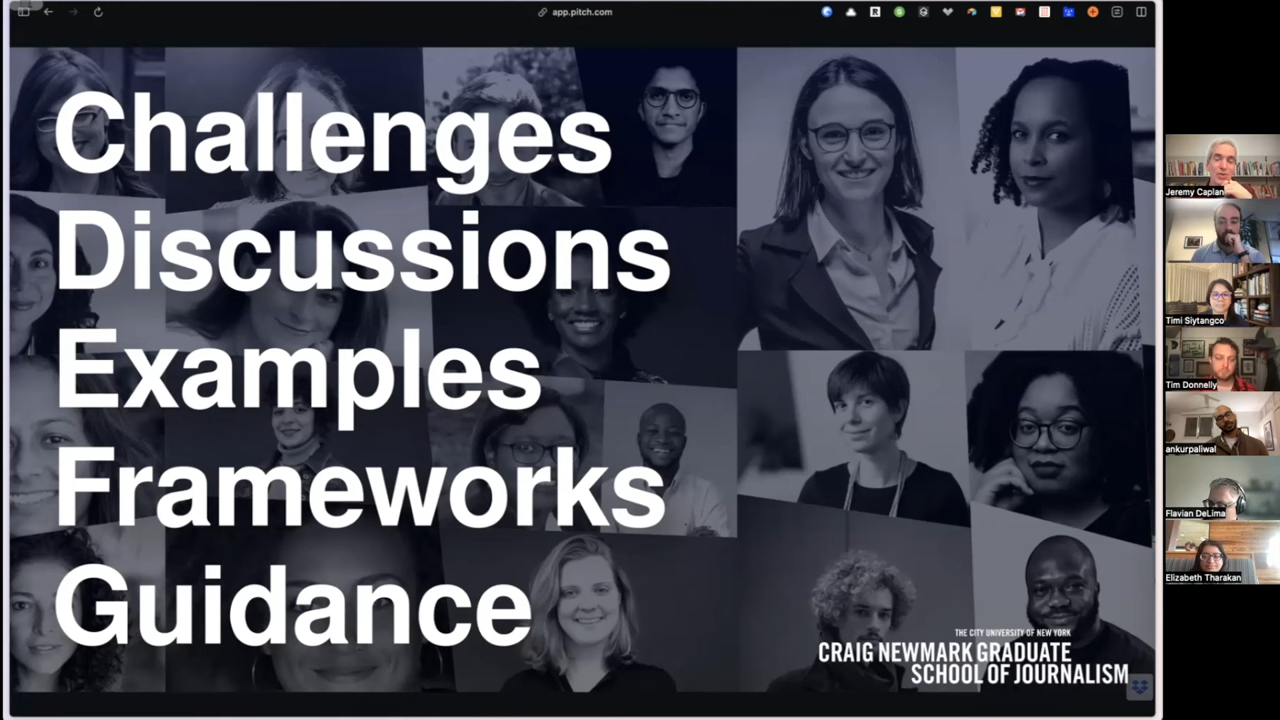 app.pitch.com
Challenges
Discussions
Examples
Frameworks
Guidance
THE CITY UNIVERSITY OF NEW YORK
CRAIG NEWMARK GRADUATE
SCHOOL OF JOURNALISM
Jeremy Caplan
Timi Siytangco
Tim Donnelly
ankurpaliwal
Flavian DeLima
Elizabeth Tharakan